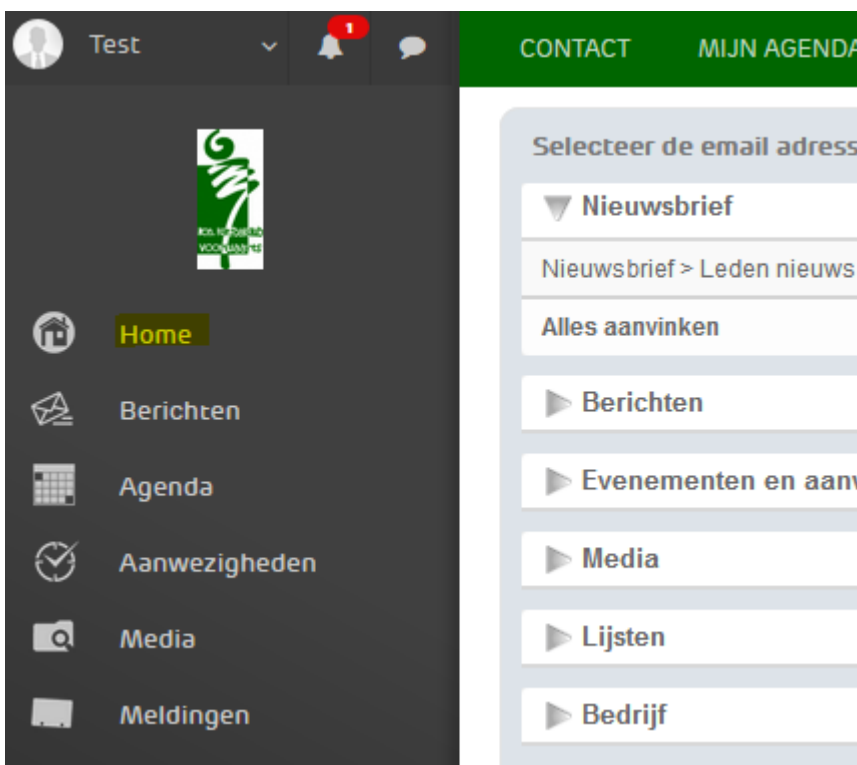 Test
1
CONTACT MIJN AGENDA
Selecteer de email adress
Nieuwsbrief
Nieuwsbrief > Leden nieuws
Alles aanvinken
Berichten
Evenementen en aanv
Media
Lijsten
Bedrijf
Home
Berichten
Agenda
Aanwezigheden
Media
Meldingen